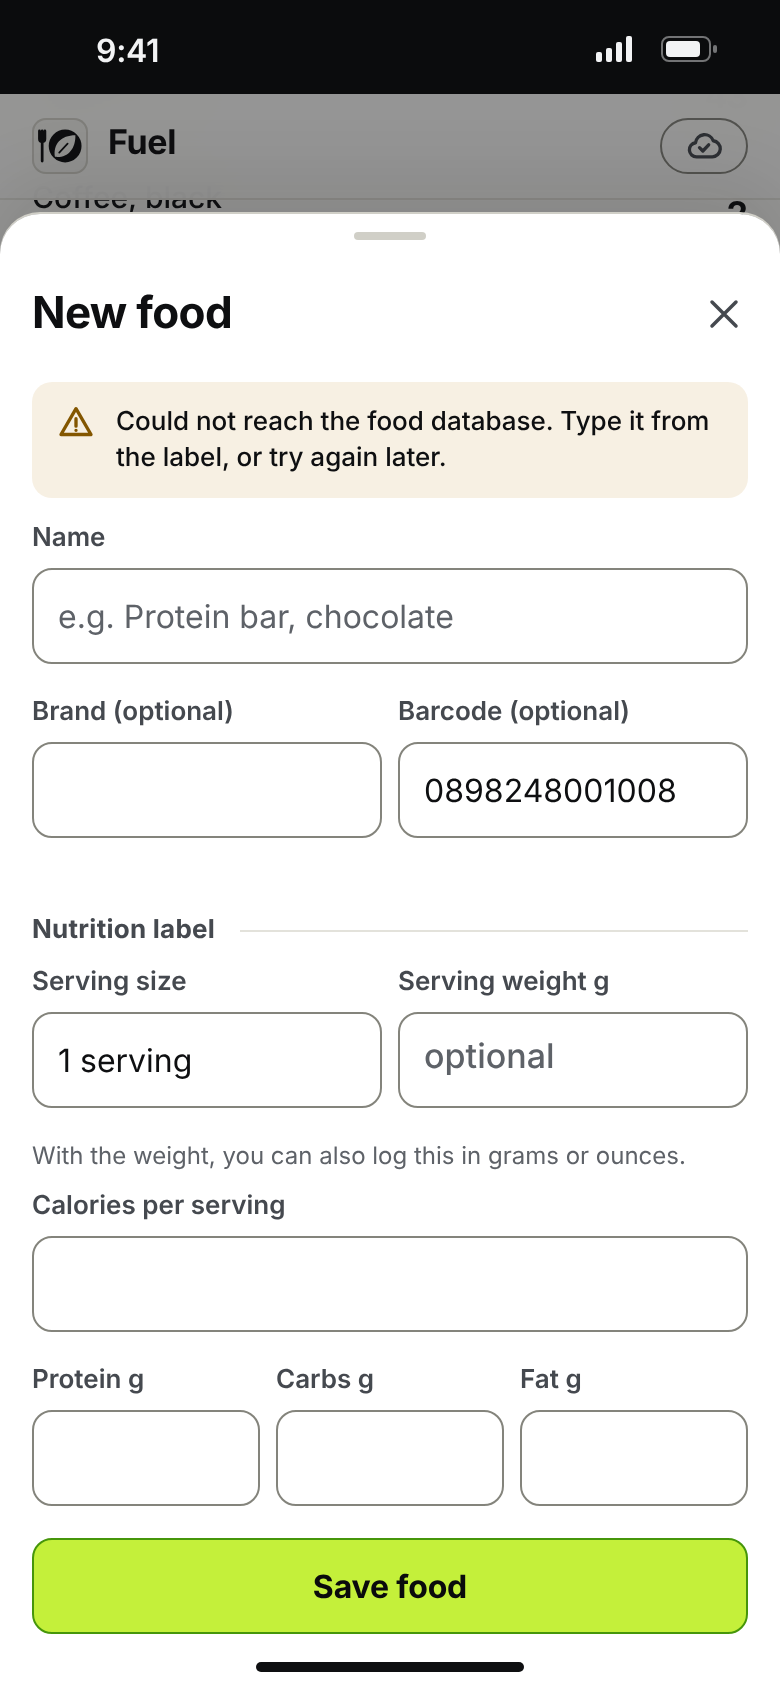 9:41
Fuel
Coffee, black
New food
Could not reach the food database. Type it from
the label, or try again later.
Name
e.g. Protein bar, chocolate
Brand (optional)
Barcode (optional)
0898248001008
Nutrition label
Serving size
Serving weight g
1 serving
optional
With the weight, you can also log this in grams or ounces.
Calories per serving
Protein g
Carbs g
Fat g
Save food